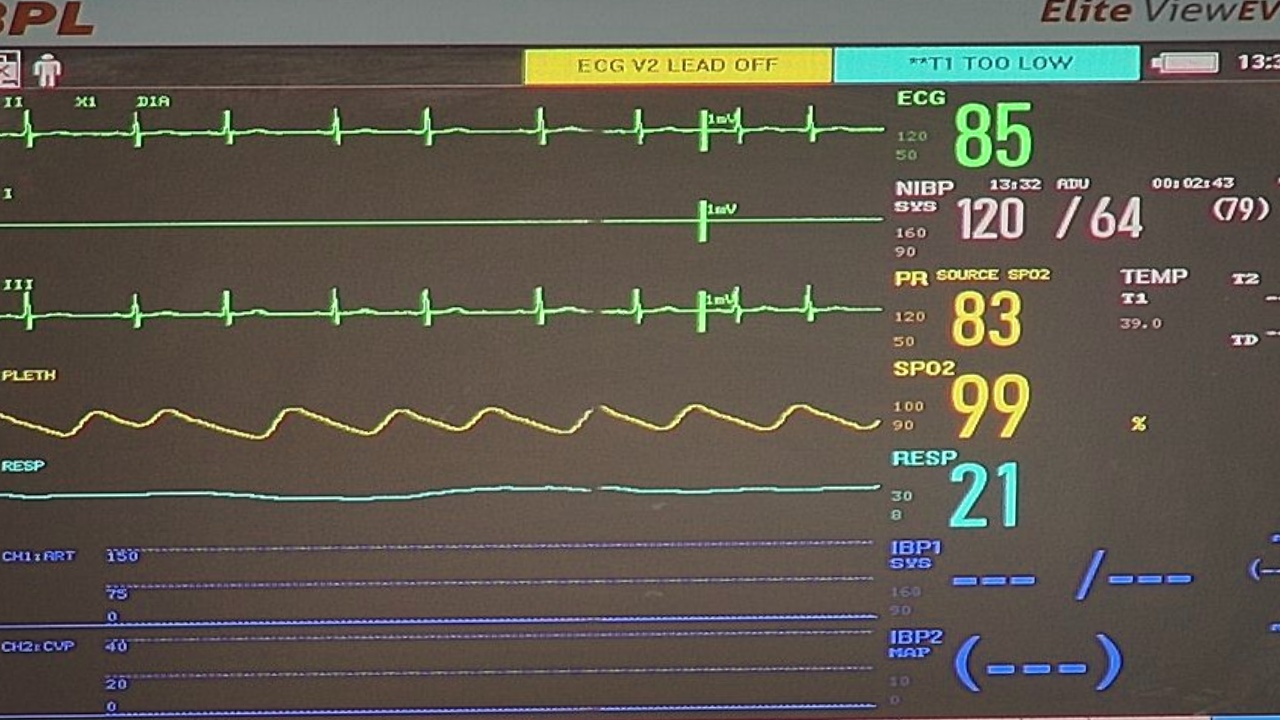 BPL
Elite ViewEV
ECG V2 LEAD OFF
**T1 TOO LOW
13:3
II X1 DIA
1mV
ECG
120
50
85
I
1mV
NIBP 13:32 ADU 00:02:43
SYS
160
90
120 / 64 (79)
III
1mV
PR SOURCE SPO2
120
50
83
TEMP T2
T1
39.0
TD
PLETH
SPO2
100
90
99 %
RESP
RESP
30
8
21
CH1:ART 150
75
0
IBP1
SYS
160
90
--- / ---
CH2:CVP 40
20
0
IBP2
MAP
10
0
(---)